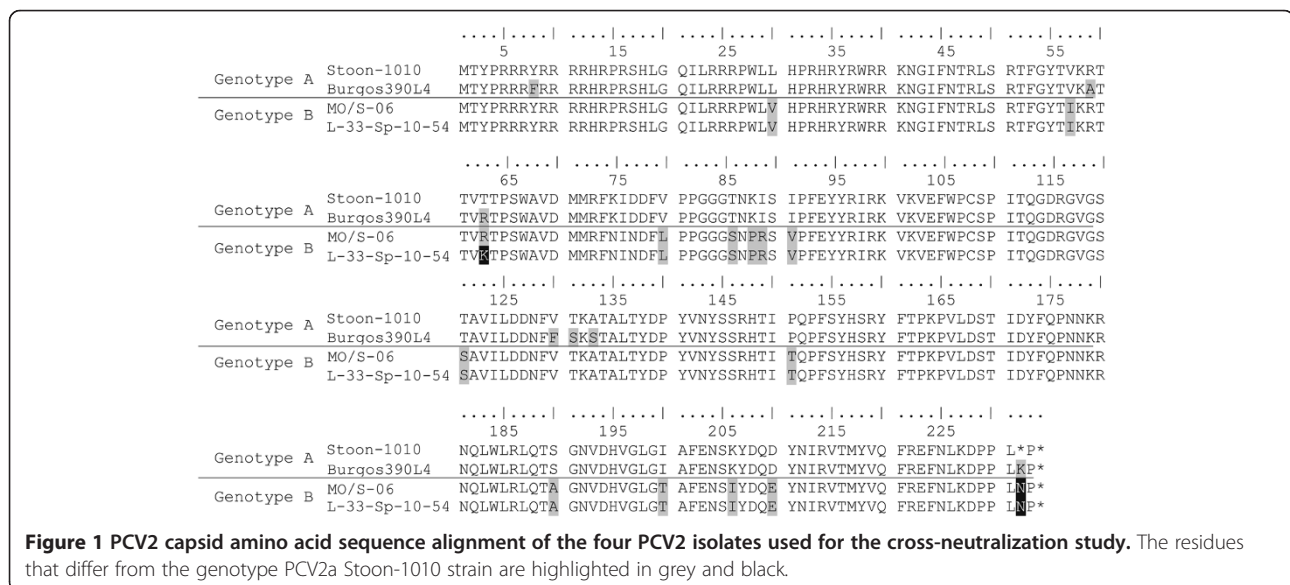 ....|....| ....|....| ....|....| ....|....| ....|....| ....|....|
5 15 25 35 45 55
Genotype A Stoon-1010 MTYPRRRYRR RRHRPRSHLG QILRRRPWLL HPRHRYRWRR KNGIFNTRLS RTFGYTVKRT
Burgos390L4 MTYPRRRFRR RRHRPRSHLG QILRRRPWLL HPRHRYRWRR KNGIFNTRLS RTFGYTVKAT
Genotype B MO/S-06 MTYPRRRYRR RRHRPRSHLG QILRRRPWLV HPRHRYRWRR KNGIFNTRLS RTFGYTIKRT
L-33-Sp-10-54 MTYPRRRYRR RRHRPRSHLG QILRRRPWLV HPRHRYRWRR KNGIFNTRLS RTFGYTIKRT
....|....| ....|....| ....|....| ....|....| ....|....| ....|....|
65 75 85 95 105 115
Genotype A Stoon-1010 TVTTPSWAVD MMRFKIDDFV PPGGGTNKIS IPFEYYRIRK VKVEFWPCSP ITQGDRGVGS
Burgos390L4 TVRTPSWAVD MMRFKIDDFV PPGGGTNKIS IPFEYYRIRK VKVEFWPCSP ITQGDRGVGS
Genotype B MO/S-06 TVRTPSWAVD MMRFNINDFL PPGGGSNPRS VPFEYYRIRK VKVEFWPCSP ITQGDRGVGS
L-33-Sp-10-54 TVKTPSWAVD MMRFNINDFL PPGGGSNPRS VPFEYYRIRK VKVEFWPCSP ITQGDRGVGS
....|....| ....|....| ....|....| ....|....| ....|....| ....|....|
125 135 145 155 165 175
Genotype A Stoon-1010 TAVILDDNFV TKATALTYDP YVNYSSRHTI PQPFSYHSRY FTPKPVLDST IDYFQPNNKR
Burgos390L4 TAVILDDNFF SKSTALTYDP YVNYSSRHTI PQPFSYHSRY FTPKPVLDST IDYFQPNNKR
Genotype B MO/S-06 SAVILDDNFV TKATALTYDP YVNYSSRHTI TQPFSYHSRY FTPKPVLDST IDYFQPNNKR
L-33-Sp-10-54 SAVILDDNFV TKATALTYDP YVNYSSRHTI TQPFSYHSRY FTPKPVLDST IDYFQPNNKR
....|....| ....|....| ....|....| ....|....| ....|....| ....
185 195 205 215 225
Genotype A Stoon-1010 NQLWLRLQTS GNVDHVGLGI AFENSKYDQD YNIRVTMYVQ FREFNLKDPP L*P*
Burgos390L4 NQLWLRLQTS GNVDHVGLGI AFENSKYDQD YNIRVTMYVQ FREFNLKDPP LKP*
Genotype B MO/S-06 NQLWLRLQTA GNVDHVGLGT AFENSIYDQE YNIRVTMYVQ FREFNLKDPP LNP*
L-33-Sp-10-54 NQLWLRLQTA GNVDHVGLGT AFENSIYDQE YNIRVTMYVQ FREFNLKDPP LNP*
Figure 1 PCV2 capsid amino acid sequence alignment of the four PCV2 isolates used for the cross-neutralization study. The residues
that differ from the genotype PCV2a Stoon-1010 strain are highlighted in grey and black.